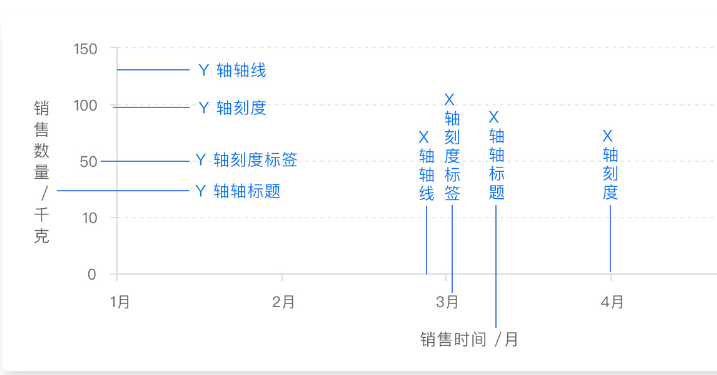 150
Y 轴轴线
100
Y 轴刻度
50
Y 轴刻度标签
Y 轴轴标题
10
0
销售数量 / 千克
X 轴轴线
X 轴刻度标签
X 轴轴标题
X 轴刻度
1月
2月
3月
4月
销售时间 / 月